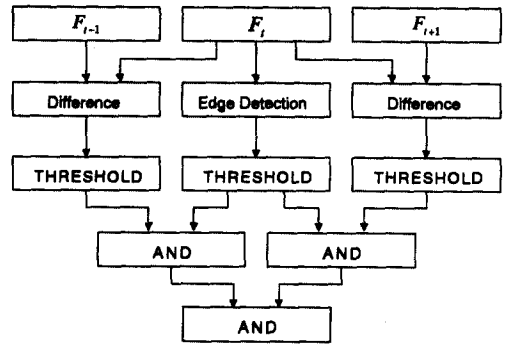 F_{t-1} F_t F_{t+1}
Difference Edge Detection Difference
THRESHOLD THRESHOLD THRESHOLD
AND AND
AND